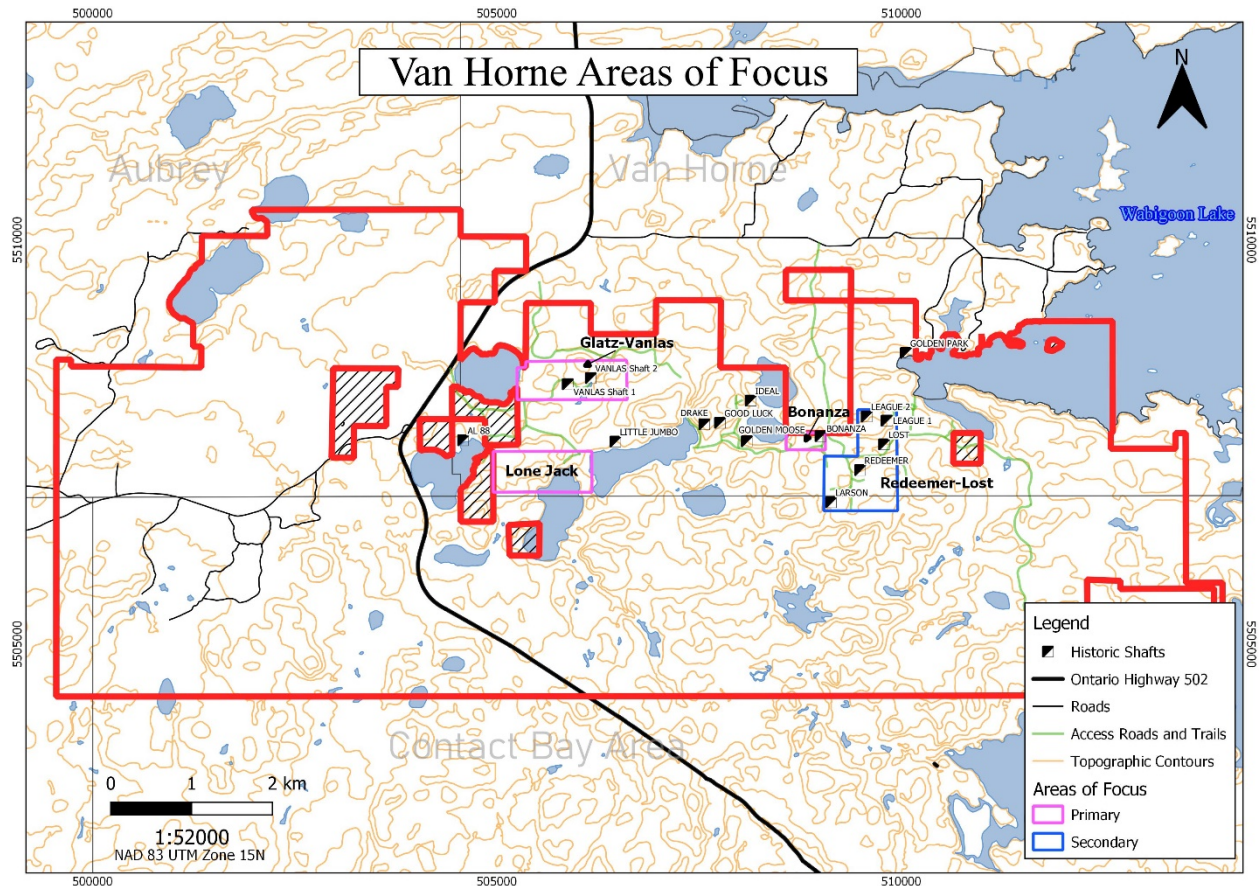 500000
505000
510000
Van Horne Areas of Focus
N
Aubrey
Van Horne
Wabigoon Lake
5510000
551000
GOLDEN PARK
Glatz-Vanlas
VANLAS Shaft 2
VANLAS Shaft 1
IDEAL
DRAKE
GOOD LUCK
Bonanza
LEAGUE 2
LEAGUE 1
AL 88
LITTLE JUMBO
GOLDEN MOOSE
BONANZA
LOST
Lone Jack
REDEEMER
Redeemer-Lost
LARSON
5505000
5505000
Legend
Historic Shafts
Ontario Highway 502
Roads
Access Roads and Trails
Topographic Contours
Areas of Focus
Primary
Secondary
Contact Bay Area
0 1 2 km
1:52000
NAD 83 UTM Zone 15N
500000
505000
510000